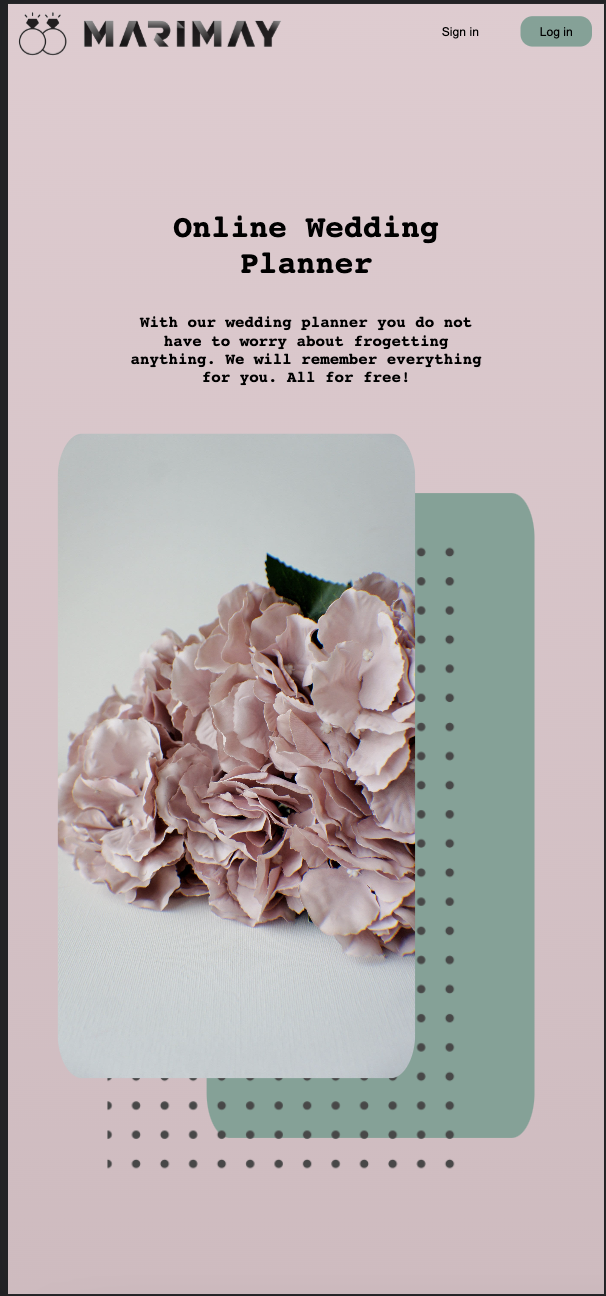 MARIMAY
Sign in
Log in
Online Wedding
Planner
With our wedding planner you do not
have to worry about frogetting
anything. We will remember everything
for you. All for free!